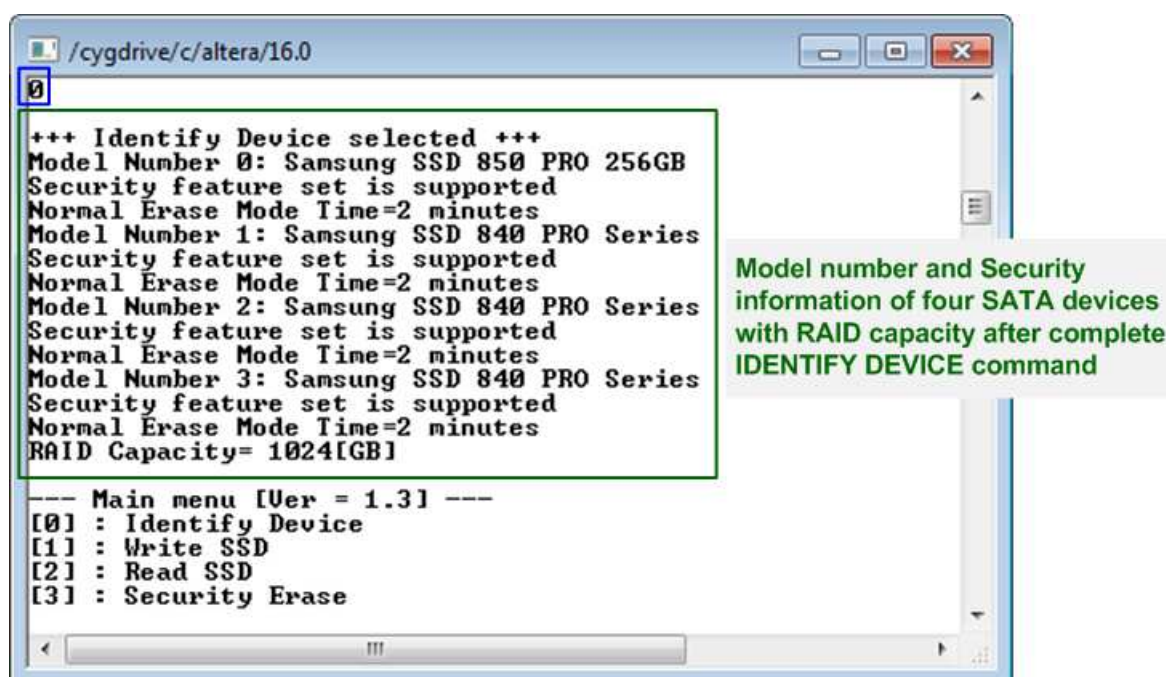 /cygdrive/c/altera/16.0
0
+++ Identify Device selected +++
Model Number 0: Samsung SSD 850 PRO 256GB
Security feature set is supported
Normal Erase Mode Time=2 minutes
Model Number 1: Samsung SSD 840 PRO Series
Security feature set is supported
Normal Erase Mode Time=2 minutes
Model Number 2: Samsung SSD 840 PRO Series
Security feature set is supported
Normal Erase Mode Time=2 minutes
Model Number 3: Samsung SSD 840 PRO Series
Security feature set is supported
Normal Erase Mode Time=2 minutes
RAID Capacity= 1024[GB]
Model number and Security
information of four SATA devices
with RAID capacity after complete
IDENTIFY DEVICE command
--- Main menu [Ver = 1.3] ---
[0] : Identify Device
[1] : Write SSD
[2] : Read SSD
[3] : Security Erase